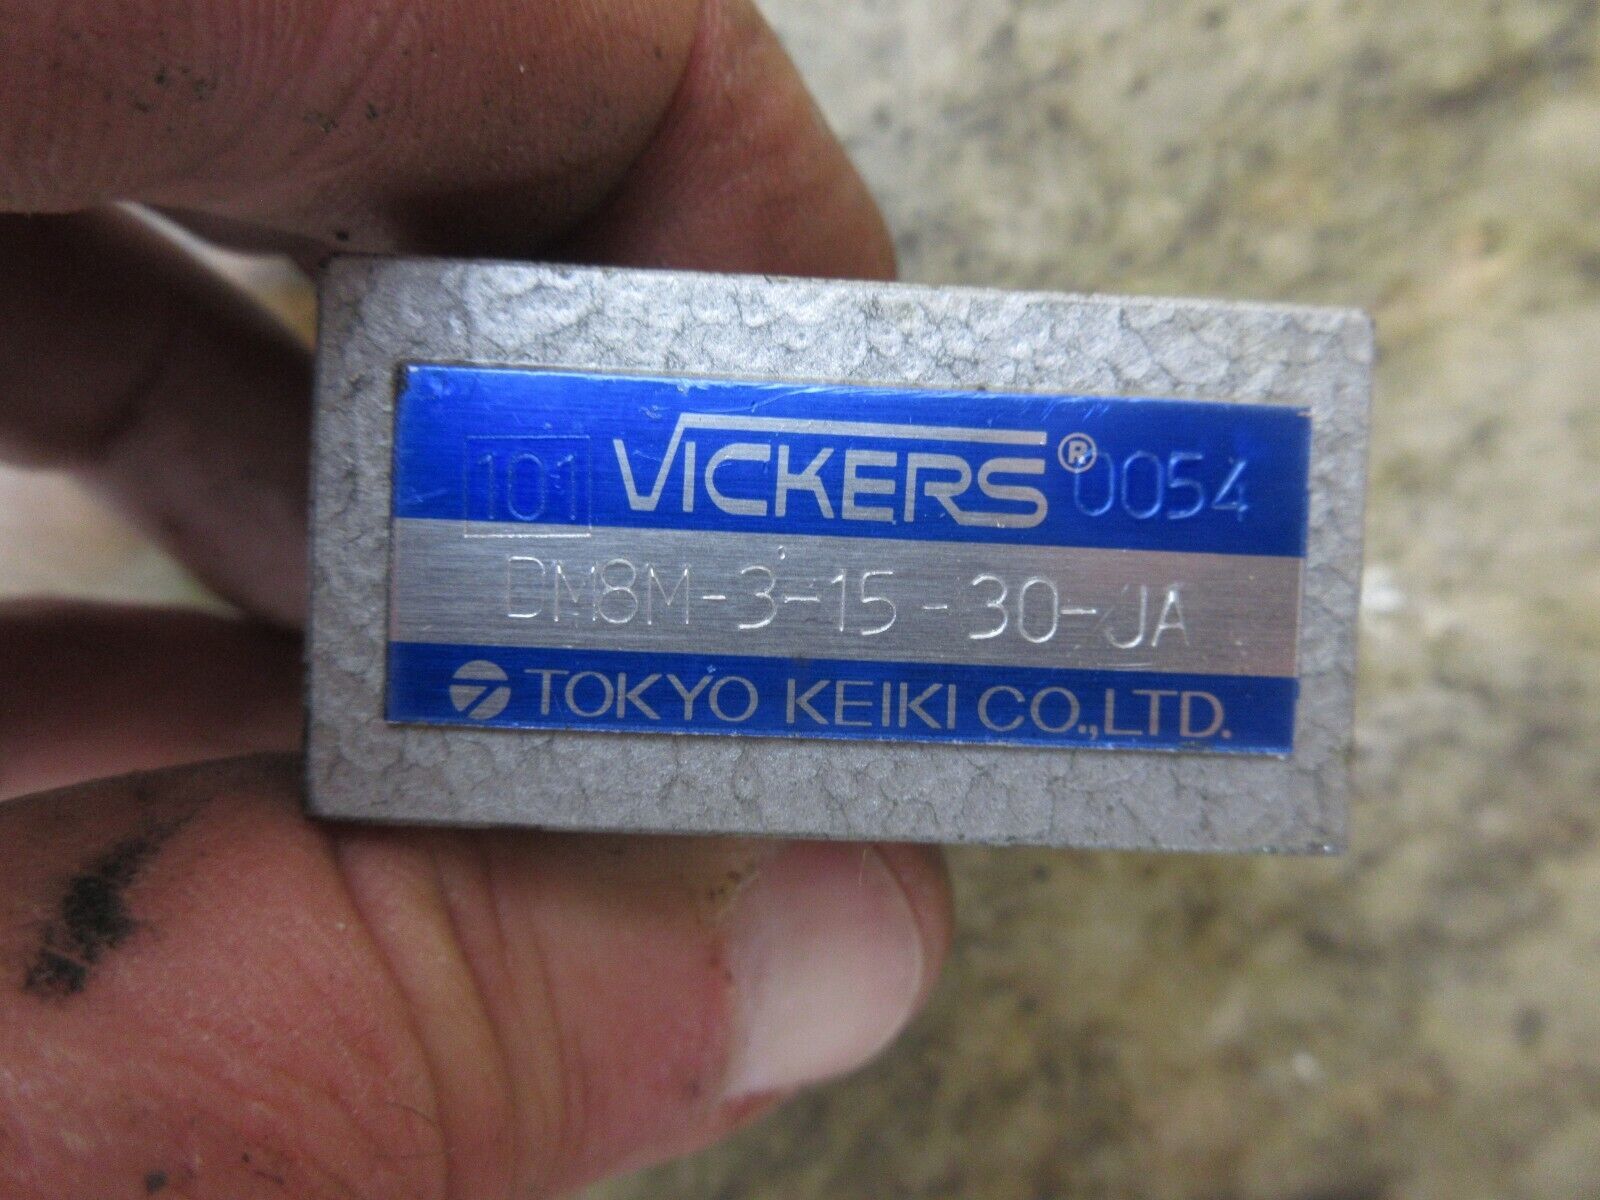 101 VICKERS® 0054
DM8M-3-15-30-JA
TOKYO KEIKI CO.,LTD.